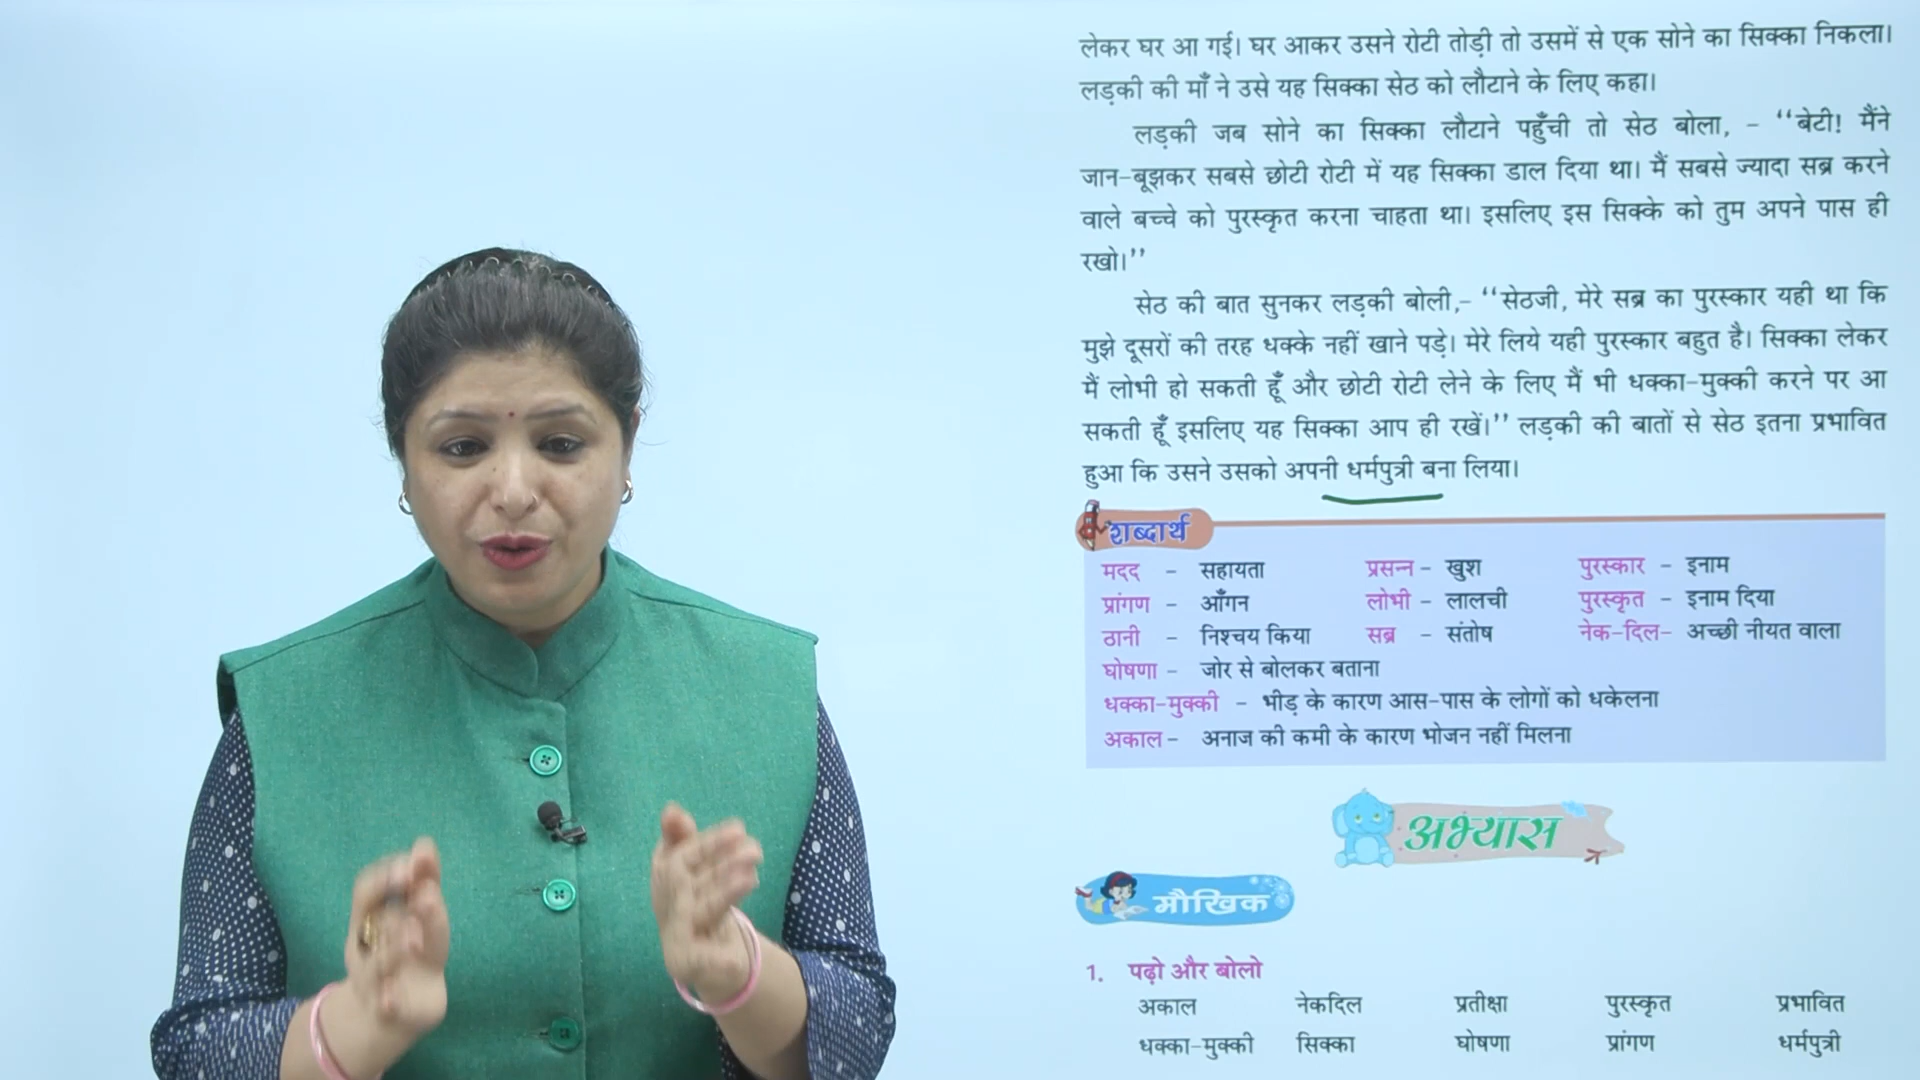 लेकर घर आ गई। घर आकर उसने रोटी तोड़ी तो उसमें से एक सोने का सिक्का निकला।
लड़की की माँ ने उसे यह सिक्का सेठ को लौटाने के लिए कहा।
लड़की जब सोने का सिक्का लौटाने पहुँची तो सेठ बोला, – ‘‘बेटी! मैंने
जान-बूझकर सबसे छोटी रोटी में यह सिक्का डाल दिया था। मैं सबसे ज्यादा सब्र करने
वाले बच्चे को पुरस्कृत करना चाहता था। इसलिए इस सिक्के को तुम अपने पास ही
रखो।’’
सेठ की बात सुनकर लड़की बोली,– ‘‘सेठजी, मेरे सब्र का पुरस्कार यही था कि
मुझे दूसरों की तरह धक्के नहीं खाने पड़े। मेरे लिये यही पुरस्कार बहुत है। सिक्का लेकर
मैं लोभी हो सकती हूँ और छोटी रोटी लेने के लिए मैं भी धक्का-मुक्की करने पर आ
सकती हूँ इसलिए यह सिक्का आप ही रखें।’’ लड़की की बातों से सेठ इतना प्रभावित
हुआ कि उसने उसको अपनी धर्मपुत्री बना लिया।
शब्दार्थ
मदद – सहायता प्रसन्न – खुश पुरस्कार – इनाम
प्रांगण – आँगन लोभी – लालची पुरस्कृत – इनाम दिया
ठानी – निश्चय किया सब्र – संतोष नेक-दिल– अच्छी नीयत वाला
घोषणा – जोर से बोलकर बताना
धक्का-मुक्की – भीड़ के कारण आस-पास के लोगों को धकेलना
अकाल – अनाज की कमी के कारण भोजन नहीं मिलना
अभ्यास
मौखिक
1. पढ़ो और बोलो
अकाल नेकदिल प्रतीक्षा पुरस्कृत प्रभावित
धक्का-मुक्की सिक्का घोषणा प्रांगण धर्मपुत्री